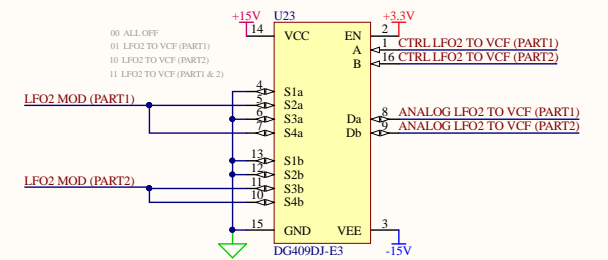 +15V U23 +3.3V
00 ALL OFF
01 LFO2 TO VCF (PART1)
10 LFO2 TO VCF (PART2)
11 LFO2 TO VCF (PART1 & 2)
14 VCC EN 2
A 1 CTRL LFO2 TO VCF (PART1)
B 16 CTRL LFO2 TO VCF (PART2)
4 S1a
LFO2 MOD (PART1) 5 S2a
6 S3a Da 8 ANALOG LFO2 TO VCF (PART1)
7 S4a Db 9 ANALOG LFO2 TO VCF (PART2)
13 S1b
12 S2b
LFO2 MOD (PART2) 11 S3b
10 S4b
15 GND VEE 3
DG409DJ-E3 -15V